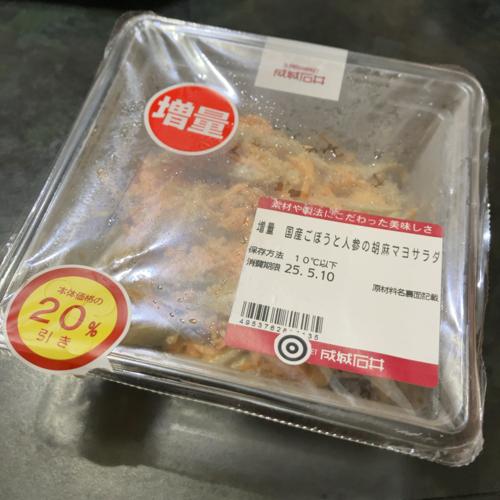 成城石井
増量
素材や製法にこだわった美味しさ
増量 国産ごぼうと人参の胡麻マヨサラダ
保存方法 10℃以下
消費期限 25.5.10
原材料名裏面記載
本体価格の
20%
引き
成城石井